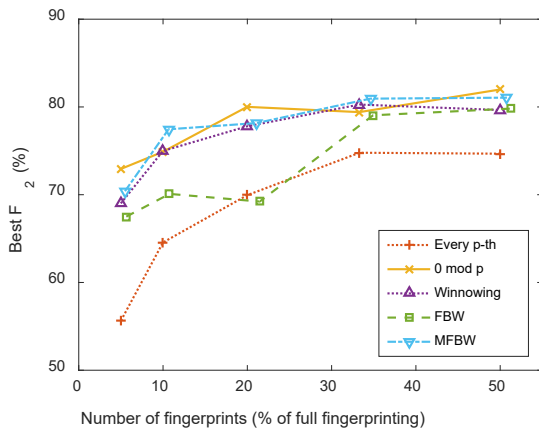 90
80
70
60
50
0
10
20
30
40
50
Best F 2 (%)
Number of fingerprints (% of full fingerprinting)
Every p-th
0 mod p
Winnowing
FBW
MFBW